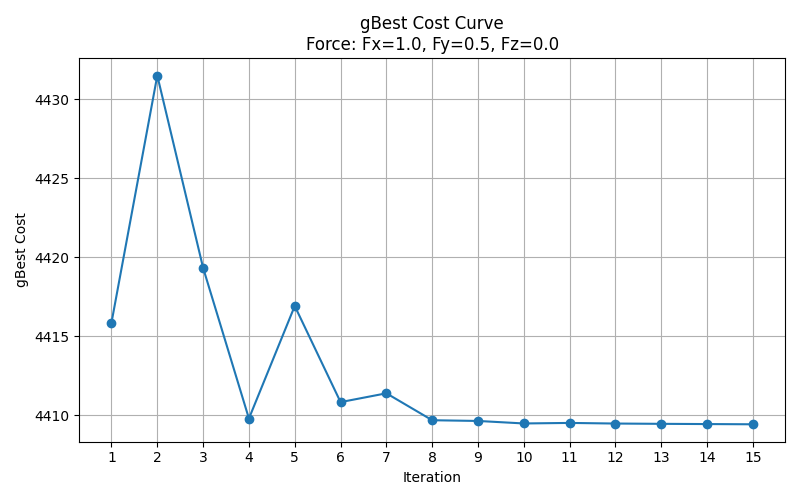 gBest Cost Curve
Force: Fx=1.0, Fy=0.5, Fz=0.0
gBest Cost
4430
4425
4420
4415
4410
1 2 3 4 5 6 7 8 9 10 11 12 13 14 15
Iteration